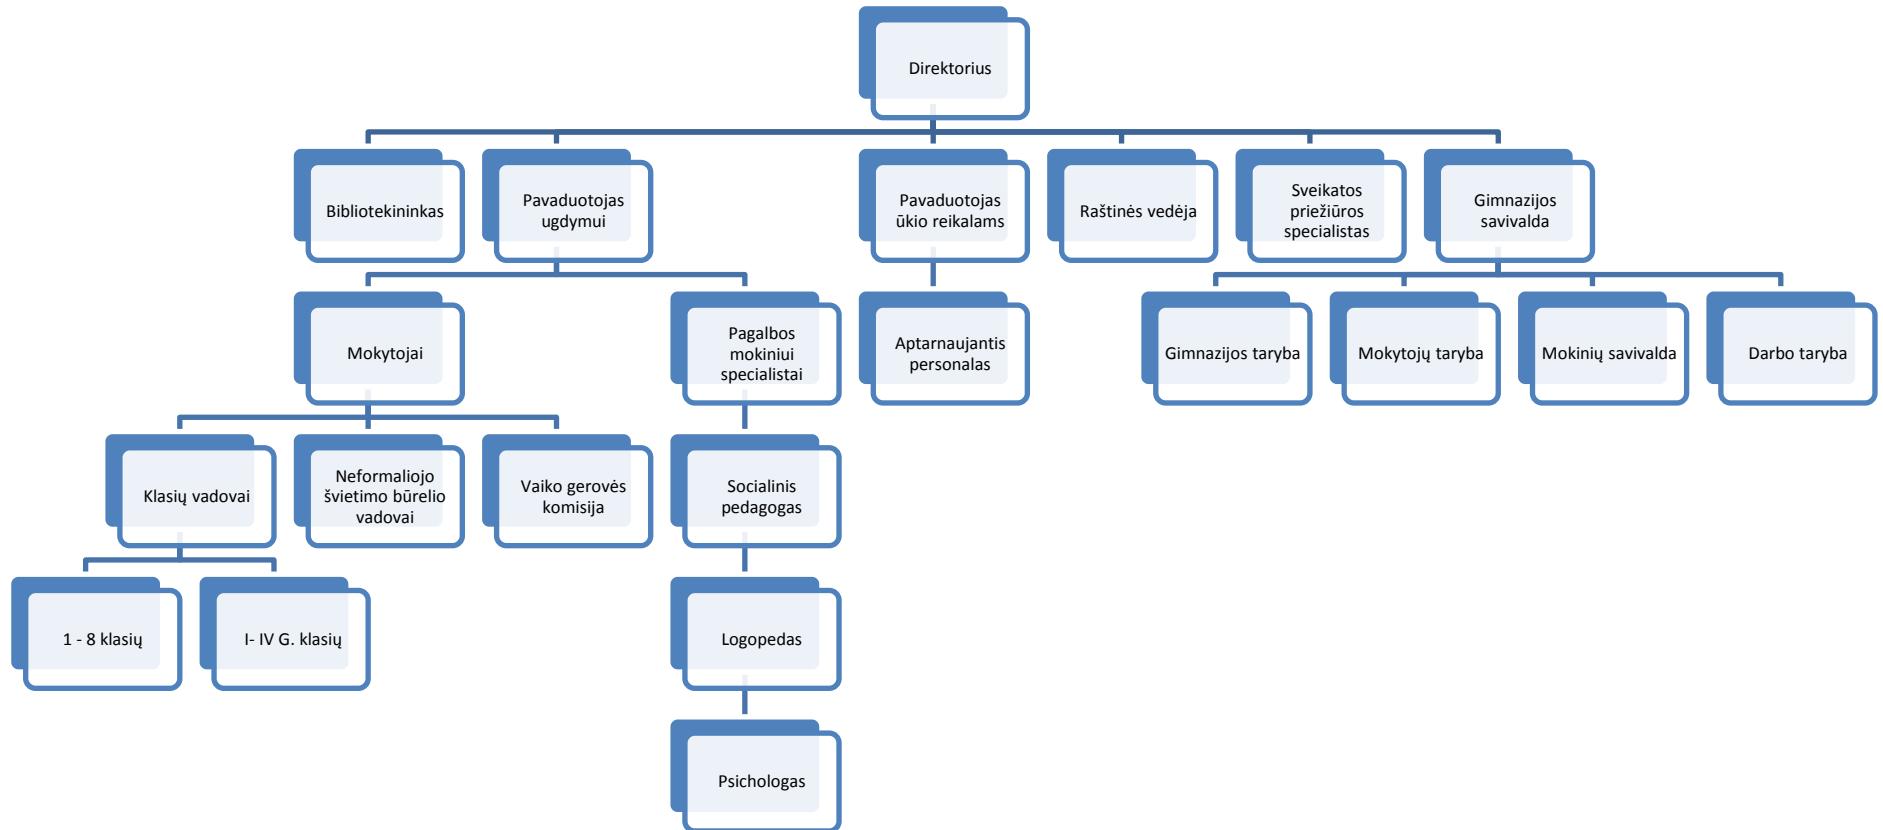 Direktorius
Bibliotekininkas
Pavaduotojas
ugdymui
Pavaduotojas
ūkio reikalams
Raštinės vedėja
Sveikatos
priežiūros
specialistas
Gimnazijos
savivalda
Mokytojai
Pagalbos
mokiniui
specialistai
Aptarnaujantis
personalas
Gimnazijos taryba
Mokytojų taryba
Mokinių savivalda
Darbo taryba
Klasių vadovai
Neformaliojo
švietimo būrelio
vadovai
Vaiko gerovės
komisija
Socialinis
pedagogas
1 - 8 klasių
I- IV G. klasių
Logopedas
Psichologas